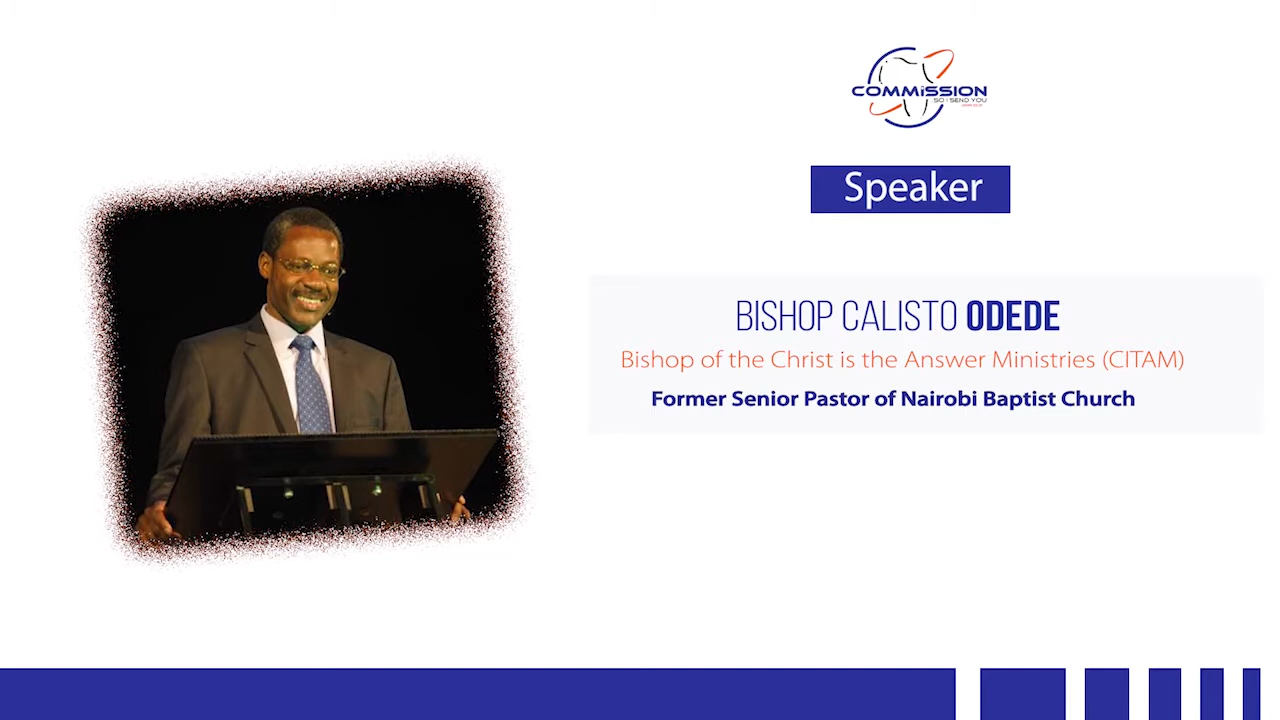 COMMiSSION
SO I SEND YOU
Speaker
BISHOP CALISTO ODEDE
Bishop of the Christ is the Answer Ministries (CITAM)
Former Senior Pastor of Nairobi Baptist Church